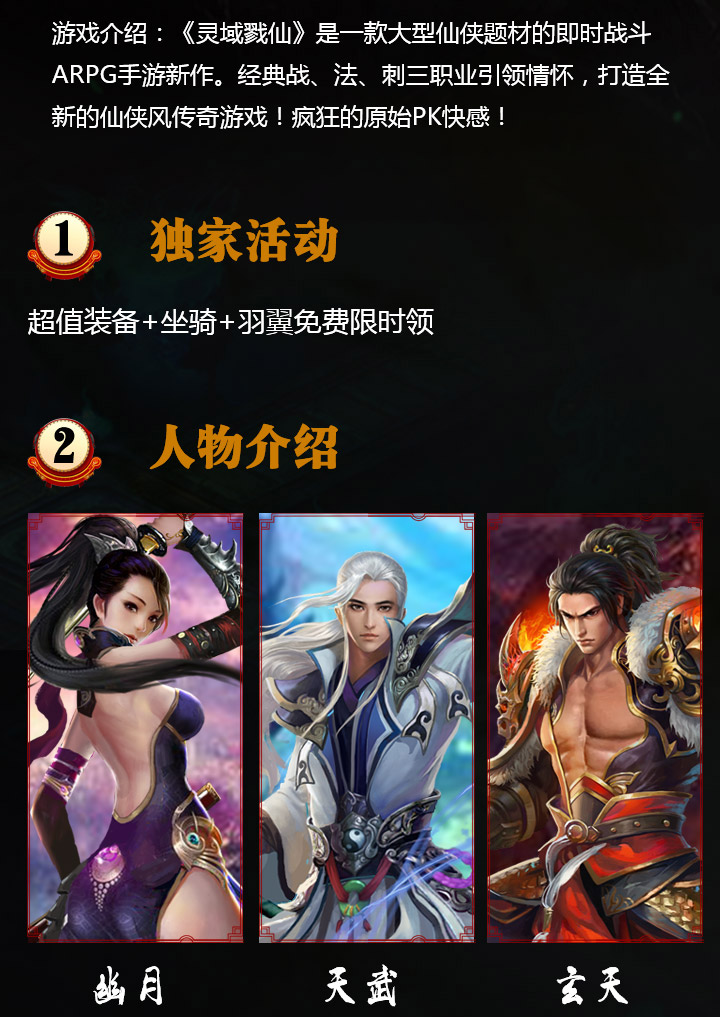 游戏介绍：《灵域戮仙》是一款大型仙侠题材的即时战斗
ARPG手游新作。经典战、法、刺三职业引领情怀，打造全
新的仙侠风传奇游戏！疯狂的原始PK快感！
1 独家活动
超值装备+坐骑+羽翼免费限时领
2 人物介绍
幽月 天武 玄天